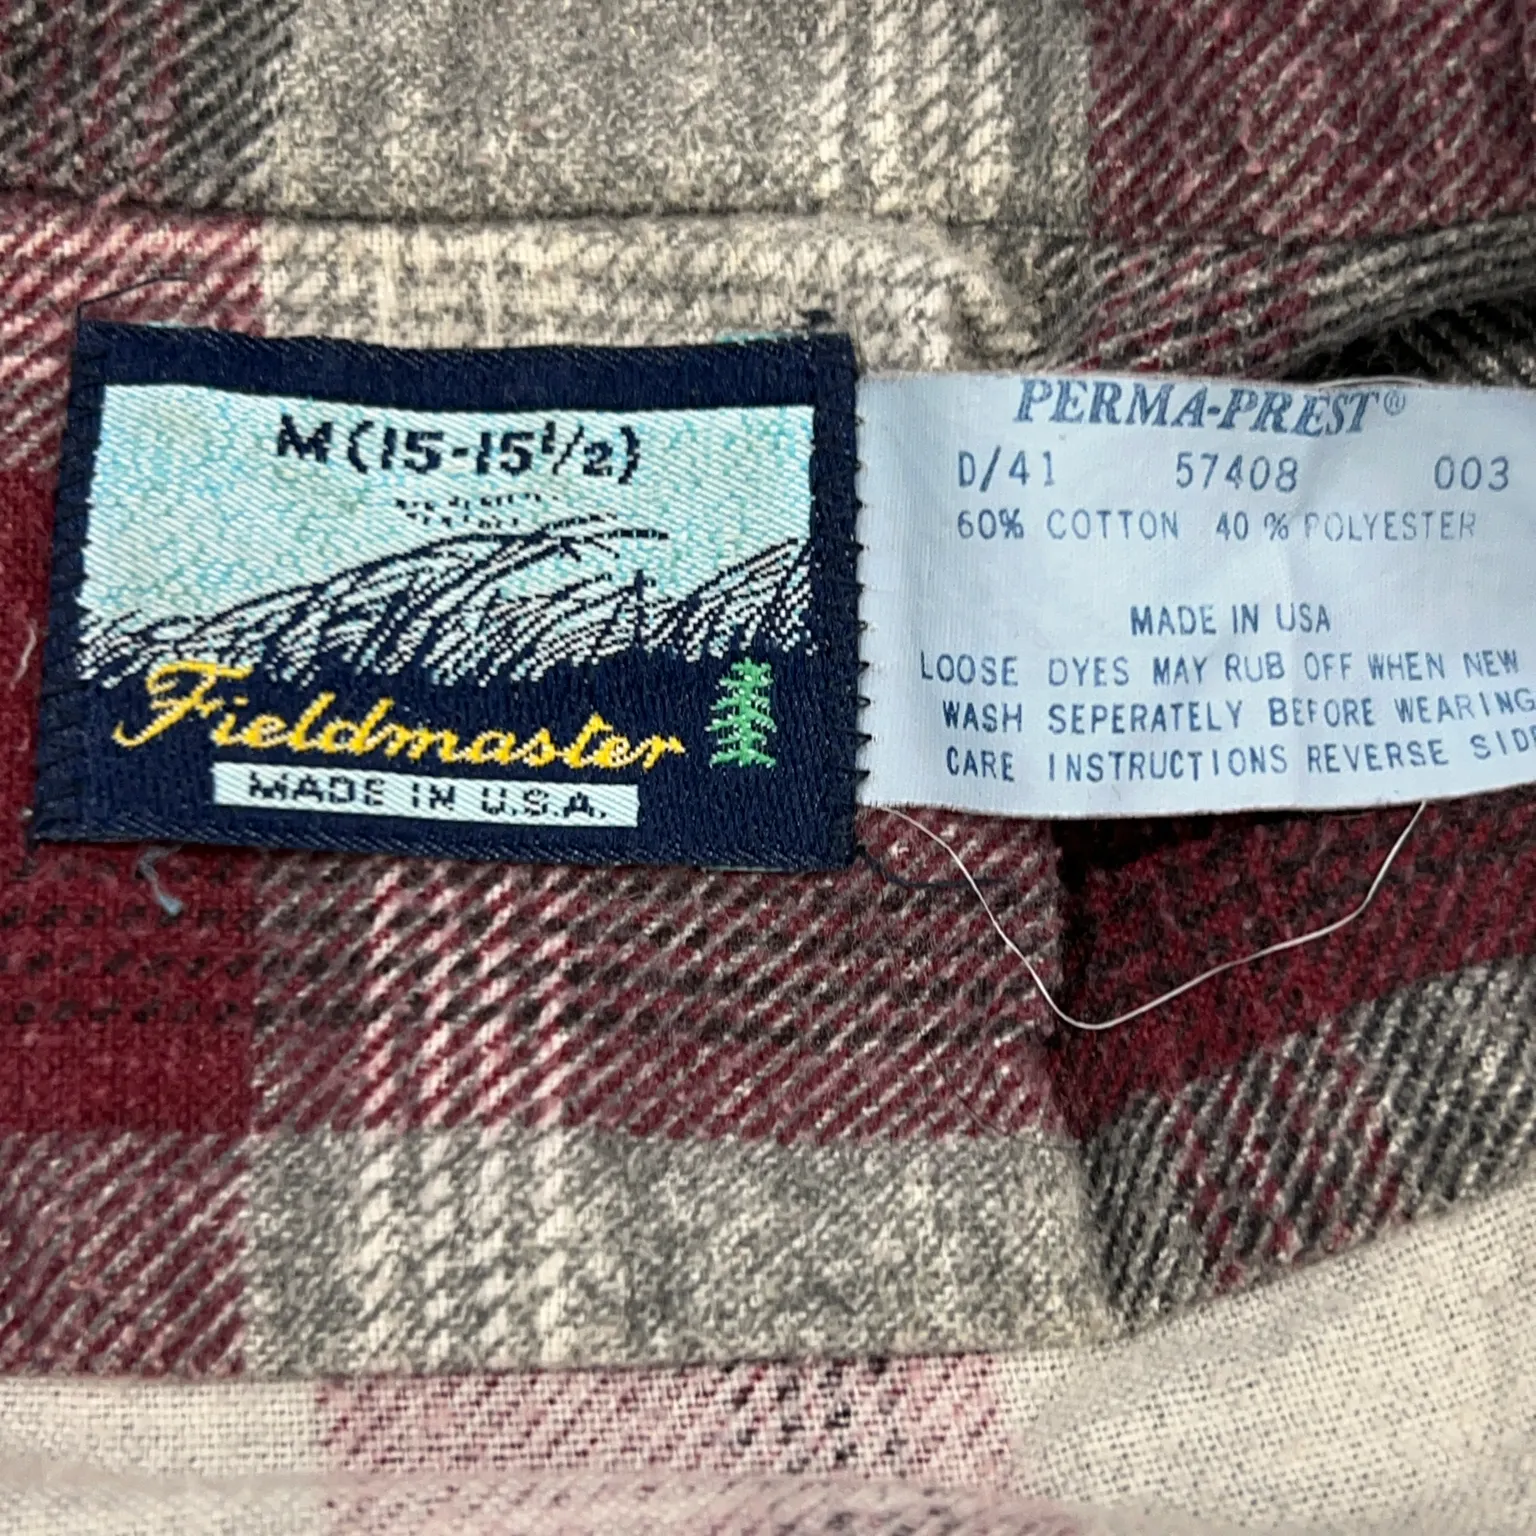 M (15-15½)
Fieldmaster
MADE IN U.S.A.
PERMA-PREST®
D/41 57408 003
60% COTTON 40 % POLYESTER
MADE IN USA
LOOSE DYES MAY RUB OFF WHEN NEW
WASH SEPERATELY BEFORE WEARING
CARE INSTRUCTIONS REVERSE SIDE